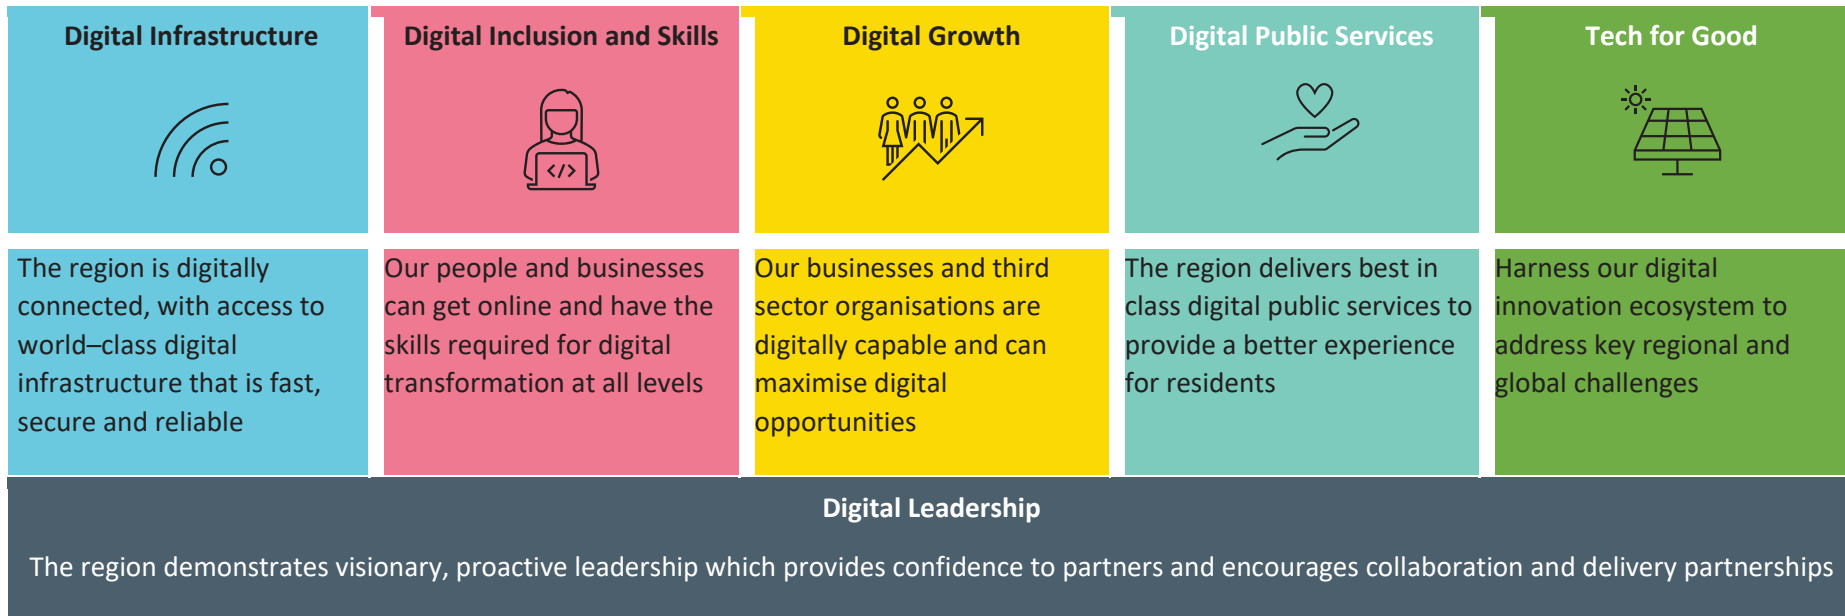 Digital Infrastructure
The region is digitally
connected, with access to
world–class digital
infrastructure that is fast,
secure and reliable
Digital Inclusion and Skills
</>
Our people and businesses
can get online and have the
skills required for digital
transformation at all levels
Digital Growth
Our businesses and third
sector organisations are
digitally capable and can
maximise digital
opportunities
Digital Public Services
The region delivers best in
class digital public services to
provide a better experience
for residents
Tech for Good
Harness our digital
innovation ecosystem to
address key regional and
global challenges
Digital Leadership
The region demonstrates visionary, proactive leadership which provides confidence to partners and encourages collaboration and delivery partnerships